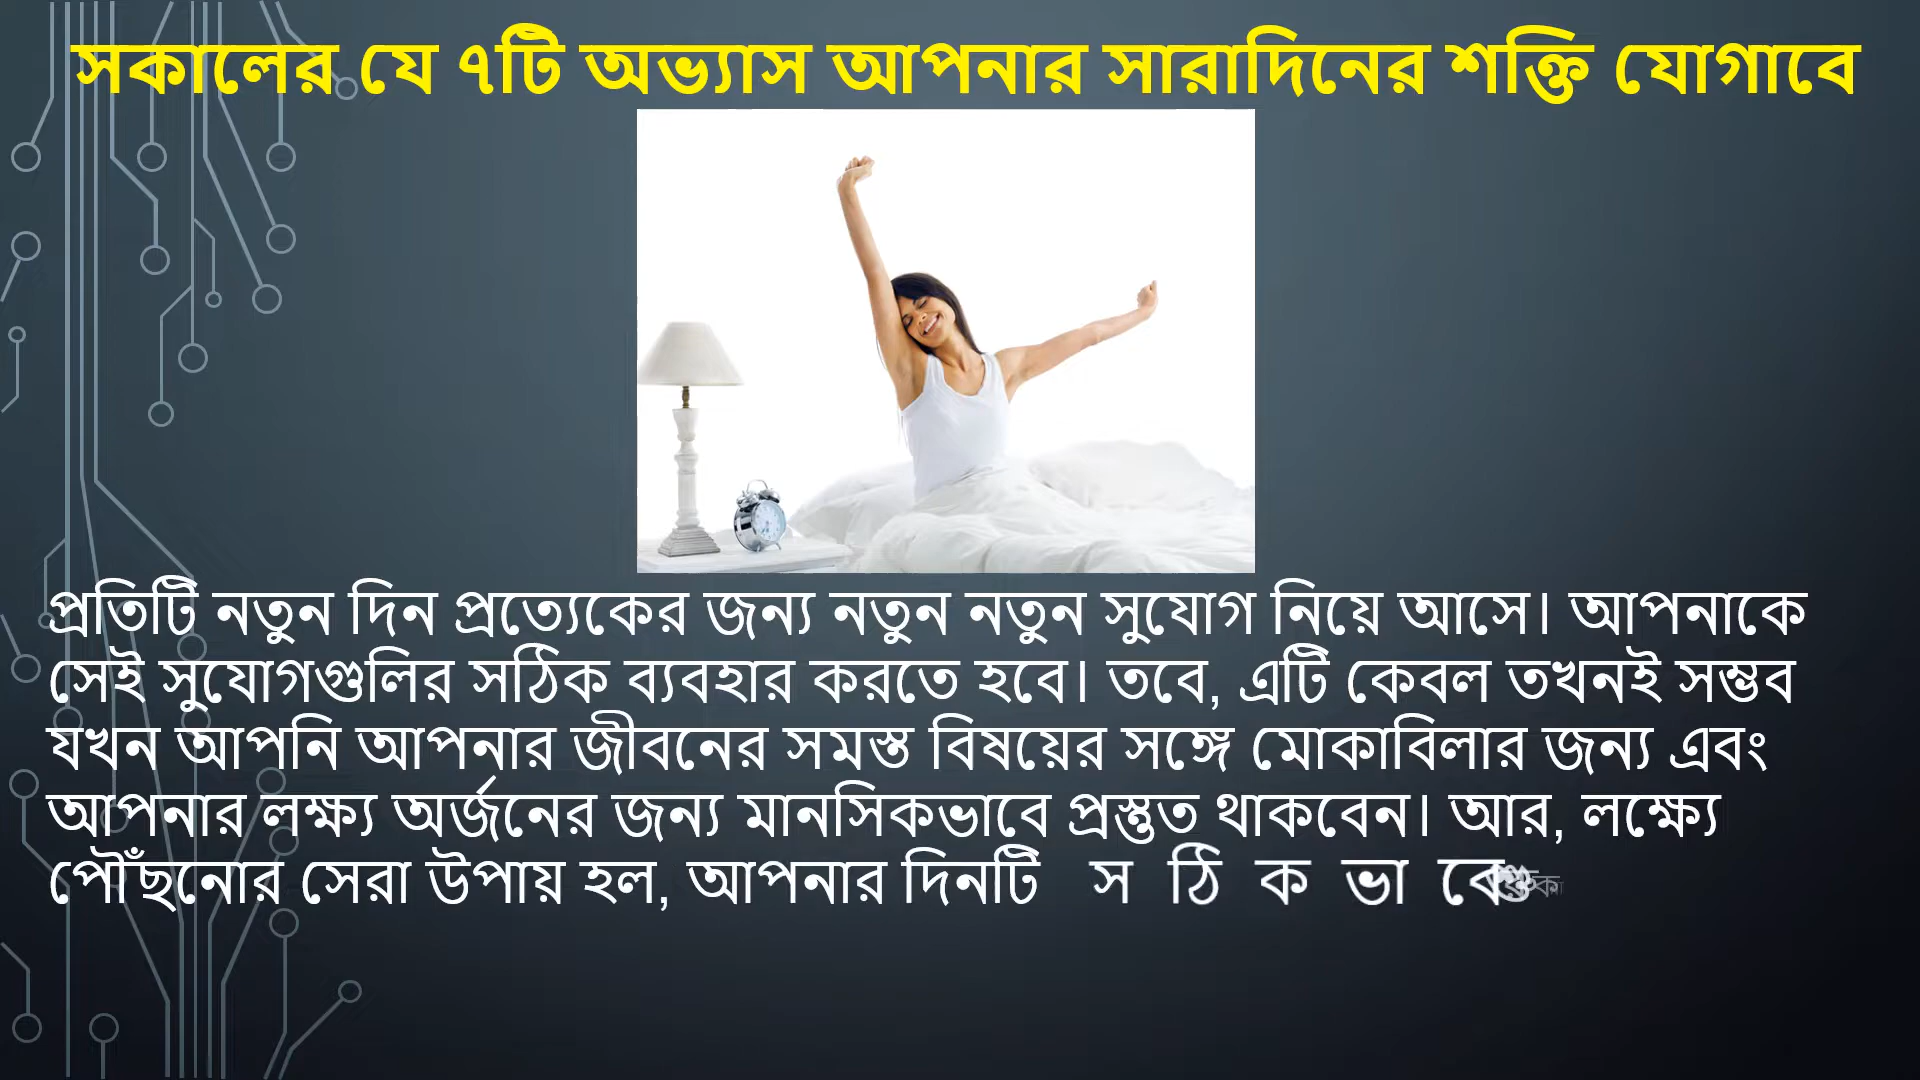 সকালের যে ৭টি অভ্যাস আপনার সারাদিনের শক্তি যোগাবে
প্রতিটি নতুন দিন প্রত্যেকের জন্য নতুন নতুন সুযোগ নিয়ে আসে। আপনাকে
সেই সুযোগগুলির সঠিক ব্যবহার করতে হবে। তবে, এটি কেবল তখনই সম্ভব
যখন আপনি আপনার জীবনের সমস্ত বিষয়ের সঙ্গে মোকাবিলার জন্য এবং
আপনার লক্ষ্য অর্জনের জন্য মানসিকভাবে প্রস্তুত থাকবেন। আর, লক্ষ্যে
পৌঁছনোর সেরা উপায় হল, আপনার দিনটি সঠিকভাবে